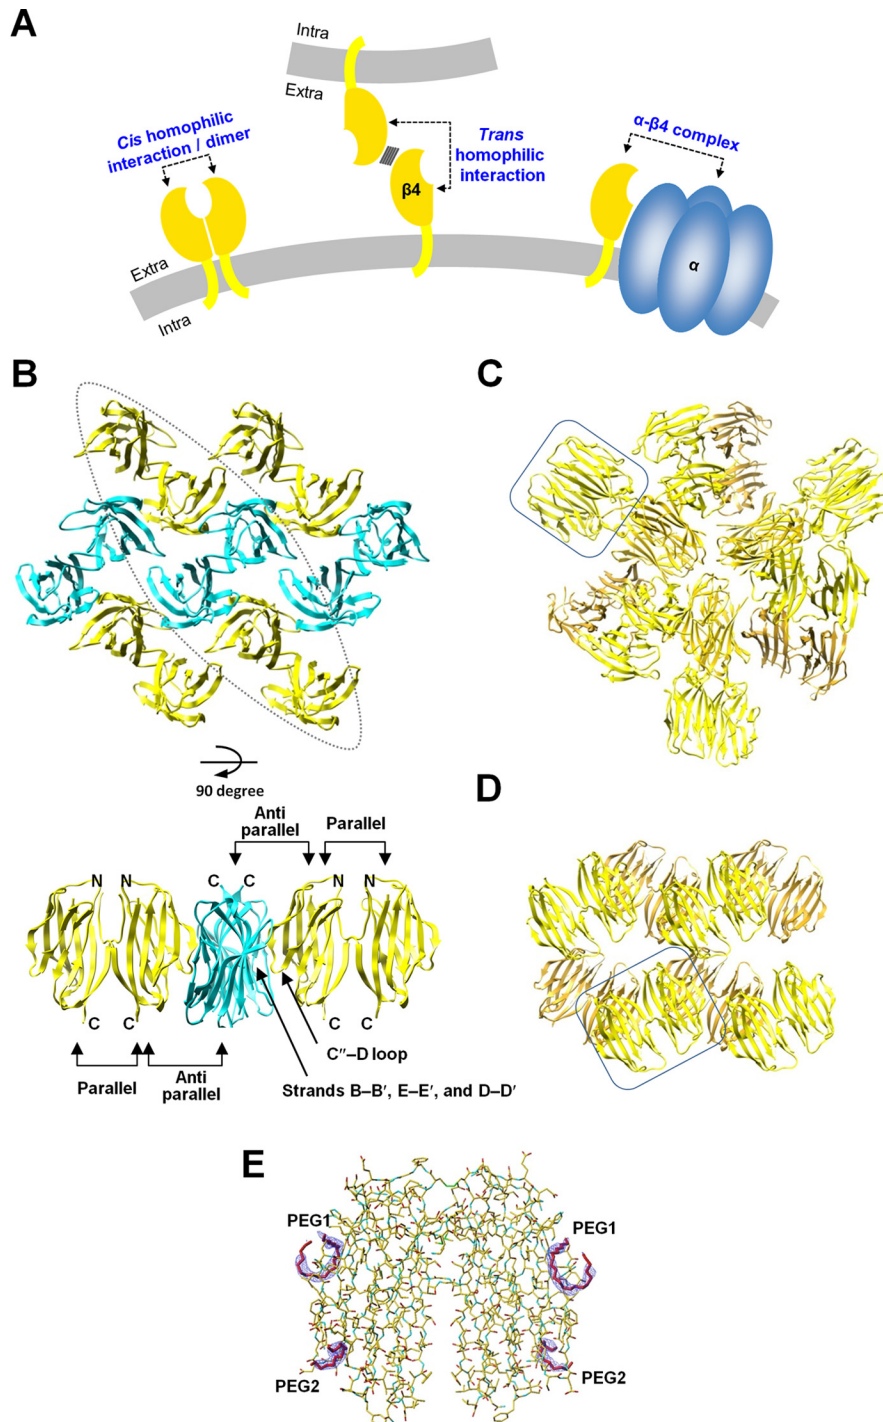 A
Intra
Extra
Cis homophilic
interaction / dimer
Trans
homophilic
interaction
α-β4 complex
β4
α
Extra
Intra
B
C
90 degree
D
Anti
parallel
Parallel
N N C C N N
C C C C
Parallel
Anti
parallel
C″–D loop
Strands B–B′, E–E′, and D–D′
E
PEG1
PEG1
PEG2
PEG2